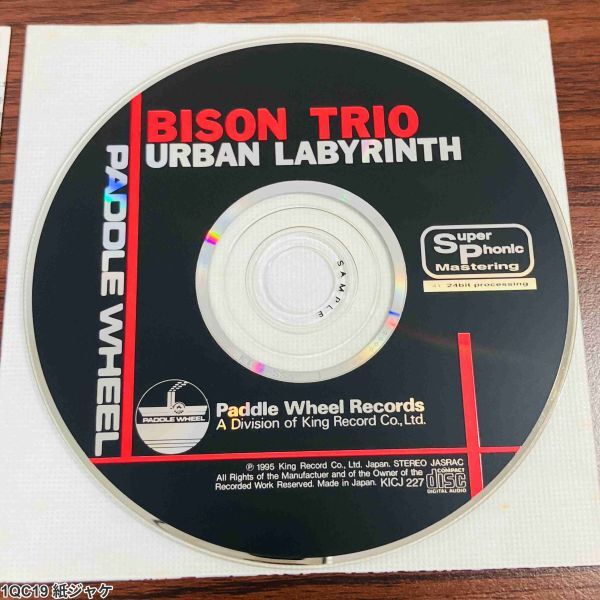 BISON TRIO
URBAN LABYRINTH
PADDLE WHEEL
Super
Phonic
Mastering
24bit processing
SAMPLE
PADDLE WHEEL
Paddle Wheel Records
A Division of King Record Co., Ltd.
℗ 1995 King Record Co., Ltd. Japan. STEREO JASRAC
All Rights of the Manufactuer and of the Owner of the
Recorded Work Reserved. Made in Japan. KICJ 227
COMPACT
disc
DIGITAL AUDIO
1QC19 紙ジャケ